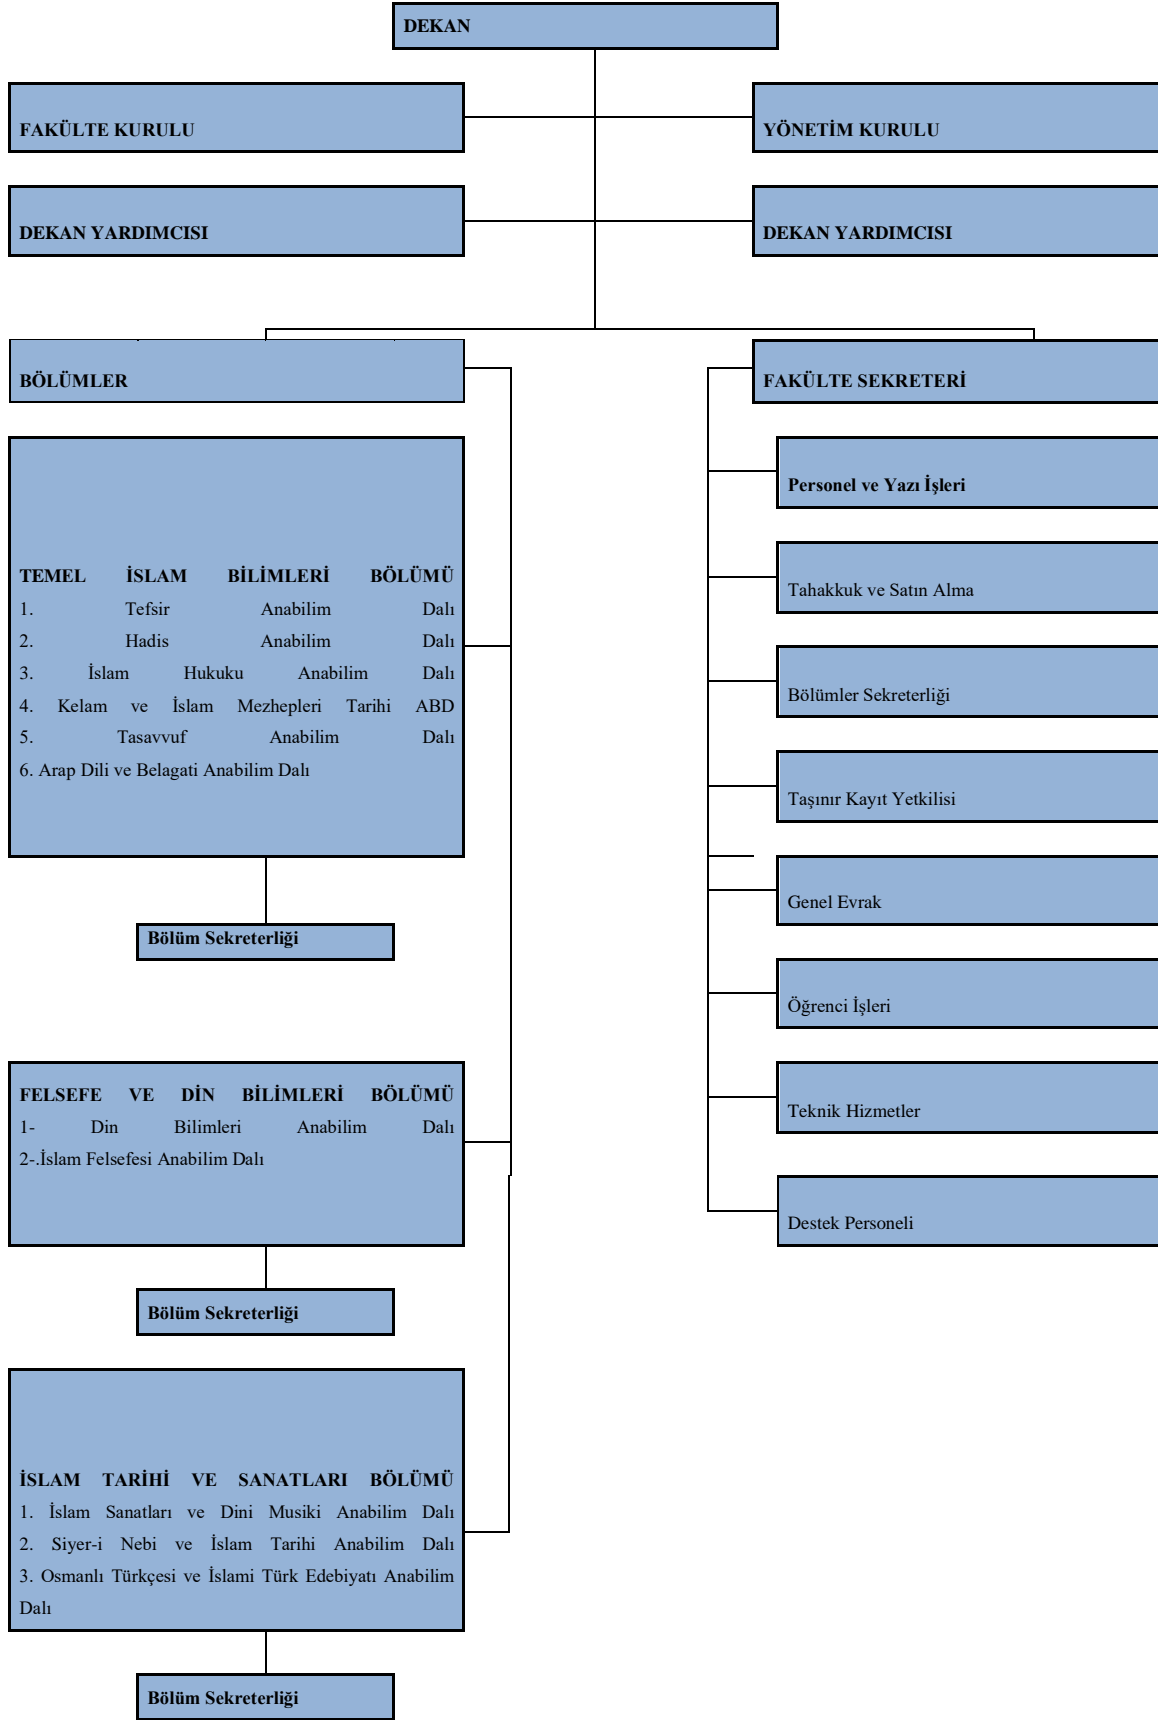 DEKAN
FAKÜLTE KURULU
YÖNETİM KURULU
DEKAN YARDIMCISI
DEKAN YARDIMCISI
BÖLÜMLER
TEMEL İSLAM BİLİMLERİ BÖLÜMÜ
1. Tefsir Anabilim Dalı
2. Hadis Anabilim Dalı
3. İslam Hukuku Anabilim Dalı
4. Kelam ve İslam Mezhepleri Tarihi ABD
5. Tasavvuf Anabilim Dalı
6. Arap Dili ve Belagati Anabilim Dalı
Bölüm Sekreterliği
FELSEFE VE DİN BİLİMLERİ BÖLÜMÜ
1- Din Bilimleri Anabilim Dalı
2-.İslam Felsefesi Anabilim Dalı
Bölüm Sekreterliği
İSLAM TARİHİ VE SANATLARI BÖLÜMÜ
1. İslam Sanatları ve Dini Musiki Anabilim Dalı
2. Siyer-i Nebi ve İslam Tarihi Anabilim Dalı
3. Osmanlı Türkçesi ve İslami Türk Edebiyatı Anabilim
Dalı
Bölüm Sekreterliği
FAKÜLTE SEKRETERİ
Personel ve Yazı İşleri
Tahakkuk ve Satın Alma
Bölümler Sekreterliği
Taşınır Kayıt Yetkilisi
Genel Evrak
Öğrenci İşleri
Teknik Hizmetler
Destek Personeli